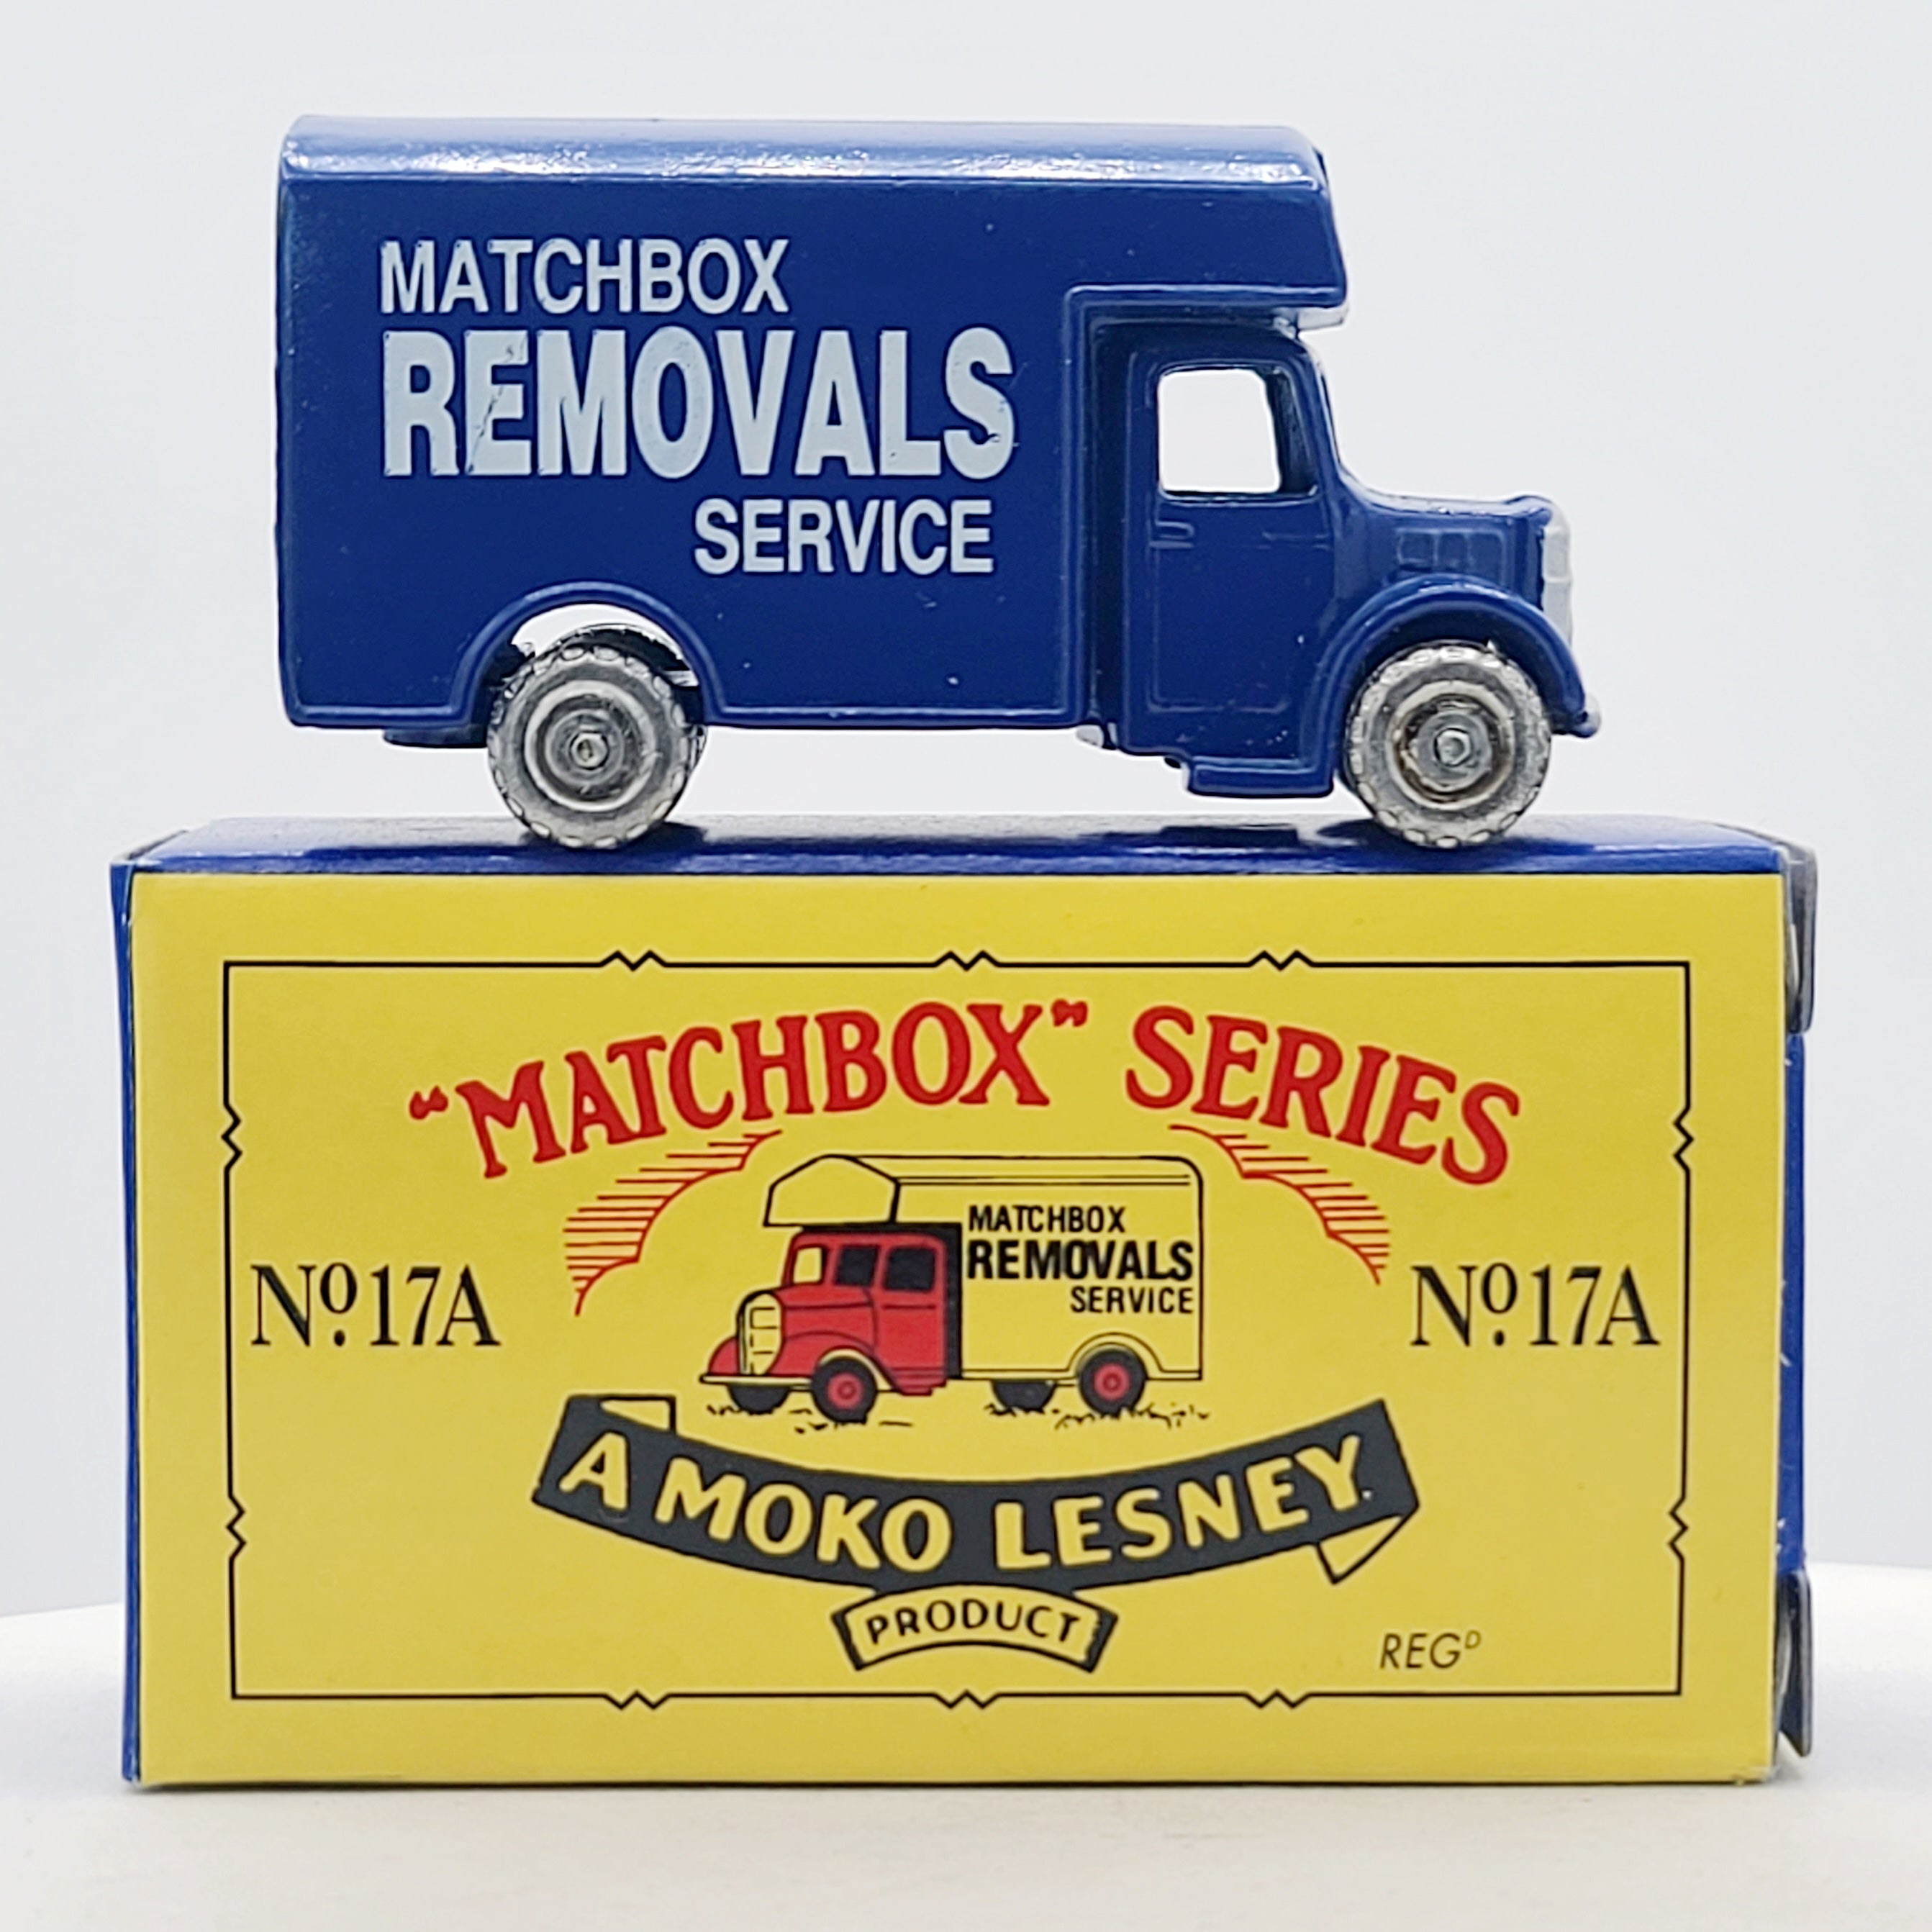 MATCHBOX
REMOVALS
SERVICE
“MATCHBOX” SERIES
MATCHBOX
REMOVALS
SERVICE
Nº.17A
Nº.17A
A MOKO LESNEY
PRODUCT
REGᴰ